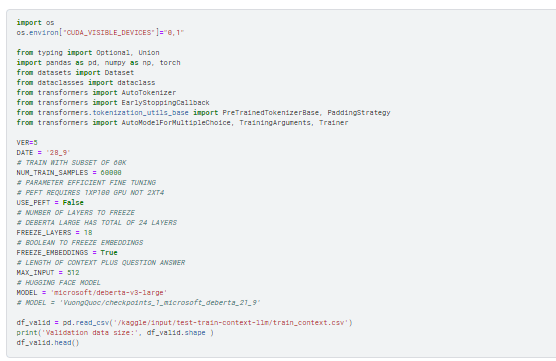 import os
os.environ["CUDA_VISIBLE_DEVICES"]="0,1"
from typing import Optional, Union
import pandas as pd, numpy as np, torch
from datasets import Dataset
from dataclasses import dataclass
from transformers import AutoTokenizer
from transformers import EarlyStoppingCallback
from transformers.tokenization_utils_base import PreTrainedTokenizerBase, PaddingStrategy
from transformers import AutoModelForMultipleChoice, TrainingArguments, Trainer
VER=5
DATE = '28_9'
# TRAIN WITH SUBSET OF 60K
NUM_TRAIN_SAMPLES = 60000
# PARAMETER EFFICIENT FINE TUNING
# PEFT REQUIRES 1XP100 GPU NOT 2XT4
USE_PEFT = False
# NUMBER OF LAYERS TO FREEZE
# DEBERTA LARGE HAS TOTAL OF 24 LAYERS
FREEZE_LAYERS = 18
# BOOLEAN TO FREEZE EMBEDDINGS
FREEZE_EMBEDDINGS = True
# LENGTH OF CONTEXT PLUS QUESTION ANSWER
MAX_INPUT = 512
# HUGGING FACE MODEL
MODEL = 'microsoft/deberta-v3-large'
# MODEL = 'VuongQuoc/checkpoints_1_microsoft_deberta_21_9'
df_valid = pd.read_csv('/kaggle/input/test-train-context-llm/train_context.csv')
print('Validation data size:', df_valid.shape )
df_valid.head()